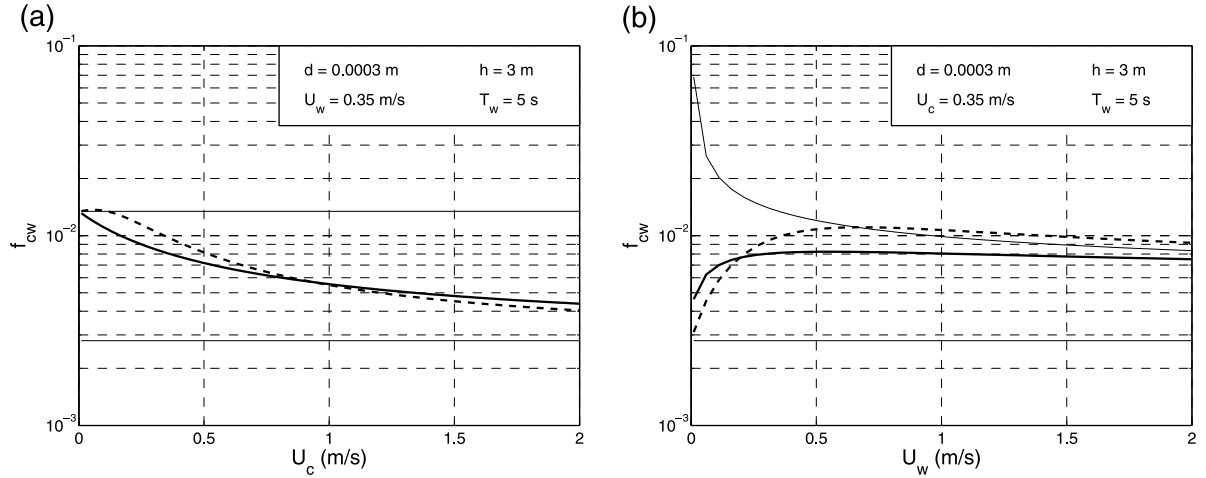 (a)
d = 0.0003 m h = 3 m
U_w = 0.35 m/s T_w = 5 s
f_cw
10^-1
10^-2
10^-3
0 0.5 1 1.5 2
U_c (m/s)
(b)
d = 0.0003 m h = 3 m
U_c = 0.35 m/s T_w = 5 s
f_cw
10^-1
10^-2
10^-3
0 0.5 1 1.5 2
U_w (m/s)